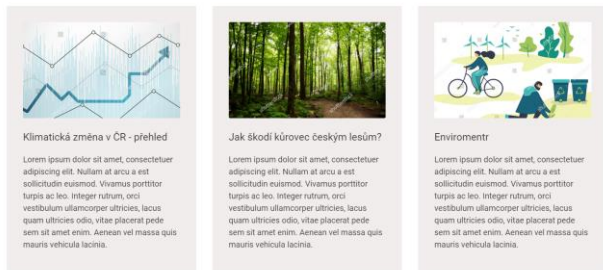 Klimatická změna v ČR - přehled
Lorem ipsum dolor sit amet, consectetuer
adipiscing elit. Nullam at arcu a est
sollicitudin euismod. Vivamus porttitor
turpis ac leo. Integer rutrum, orci
vestibulum ullamcorper ultricies, lacus
quam ultricies odio, vitae placerat pede
sem sit amet enim. Aenean vel massa quis
mauris vehicula lacinia.
Jak škodí kůrovec českým lesům?
Lorem ipsum dolor sit amet, consectetuer
adipiscing elit. Nullam at arcu a est
sollicitudin euismod. Vivamus porttitor
turpis ac leo. Integer rutrum, orci
vestibulum ullamcorper ultricies, lacus
quam ultricies odio, vitae placerat pede
sem sit amet enim. Aenean vel massa quis
mauris vehicula lacinia.
Enviromentr
Lorem ipsum dolor sit amet, consectetuer
adipiscing elit. Nullam at arcu a est
sollicitudin euismod. Vivamus porttitor
turpis ac leo. Integer rutrum, orci
vestibulum ullamcorper ultricies, lacus
quam ultricies odio, vitae placerat pede
sem sit amet enim. Aenean vel massa quis
mauris vehicula lacinia.